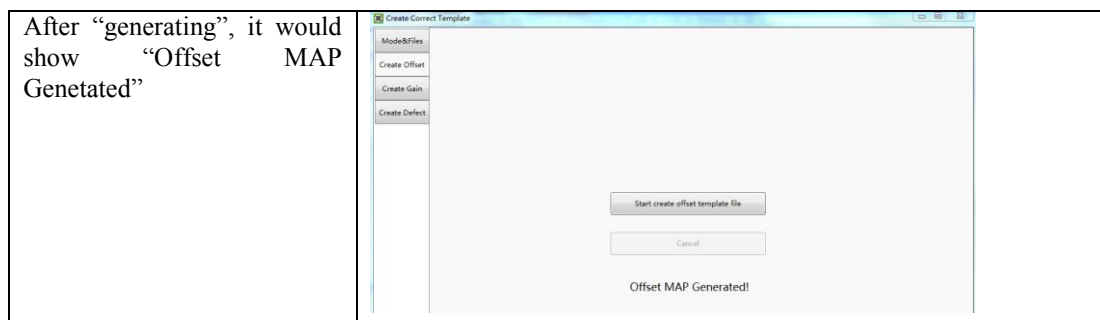 After “generating”, it would
show “Offset MAP
Genetated”
Create Correct Template
Mode&Files
Create Offset
Create Gain
Create Defect
Start create offset template file
Cancel
Offset MAP Generated!